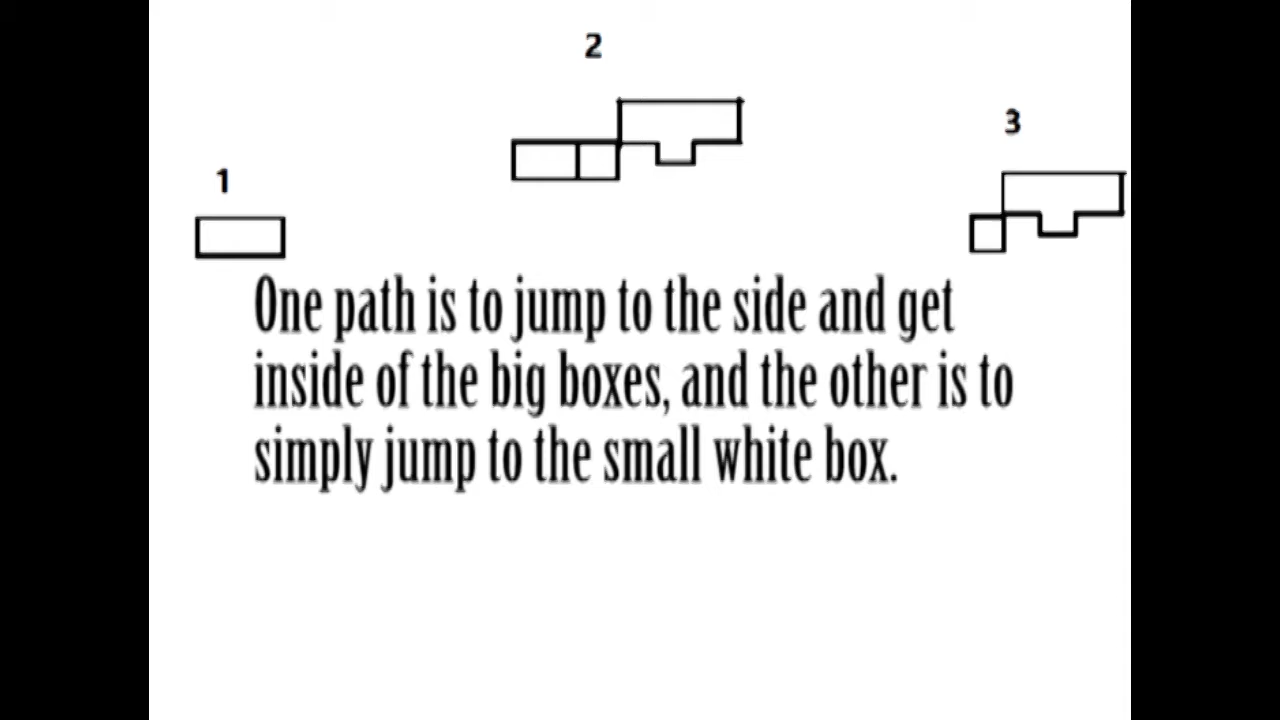 2
3
1
One path is to jump to the side and get
inside of the big boxes, and the other is to
simply jump to the small white box.